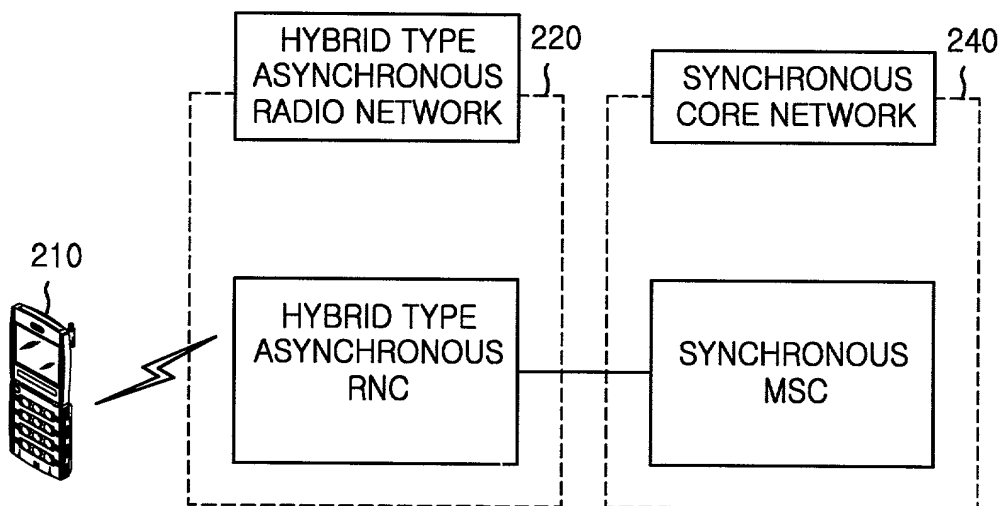 HYBRID TYPE
ASYNCHRONOUS
RADIO NETWORK
220
SYNCHRONOUS
CORE NETWORK
240
210
HYBRID TYPE
ASYNCHRONOUS
RNC
SYNCHRONOUS
MSC